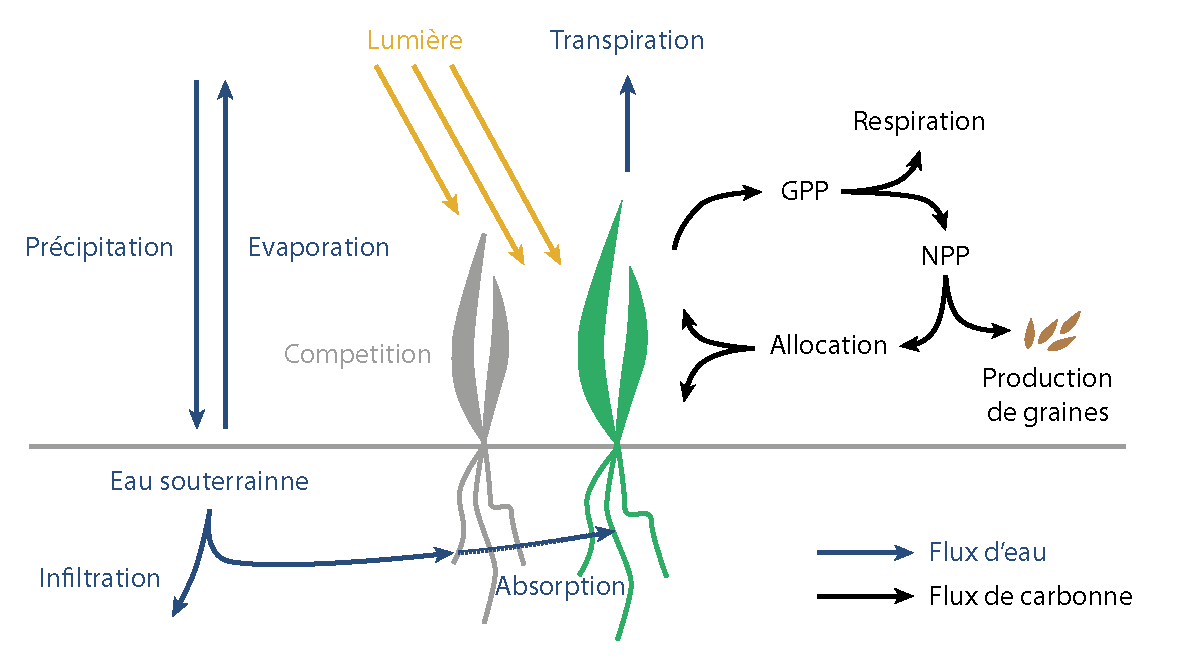 Lumière
Transpiration
Respiration
GPP
Précipitation
Evaporation
NPP
Competition
Allocation
Production
de graines
Eau souterrainne
Infiltration
Absorption
Flux d'eau
Flux de carbonne